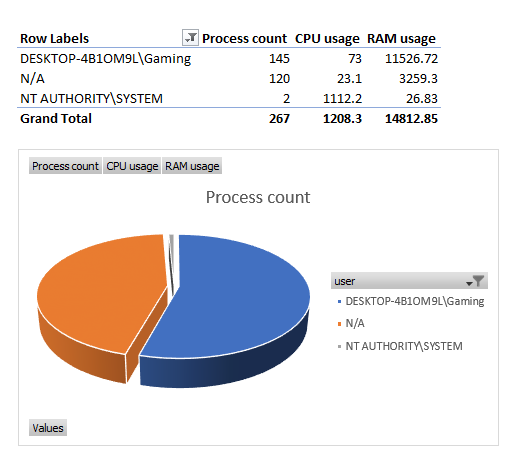 Row Labels Process count CPU usage RAM usage
DESKTOP-4B1OM9L\Gaming 145 73 11526.72
N/A 120 23.1 3259.3
NT AUTHORITY\SYSTEM 2 1112.2 26.83
Grand Total 267 1208.3 14812.85
Process count CPU usage RAM usage
Process count
user
DESKTOP-4B1OM9L\Gaming
N/A
NT AUTHORITY\SYSTEM
Values